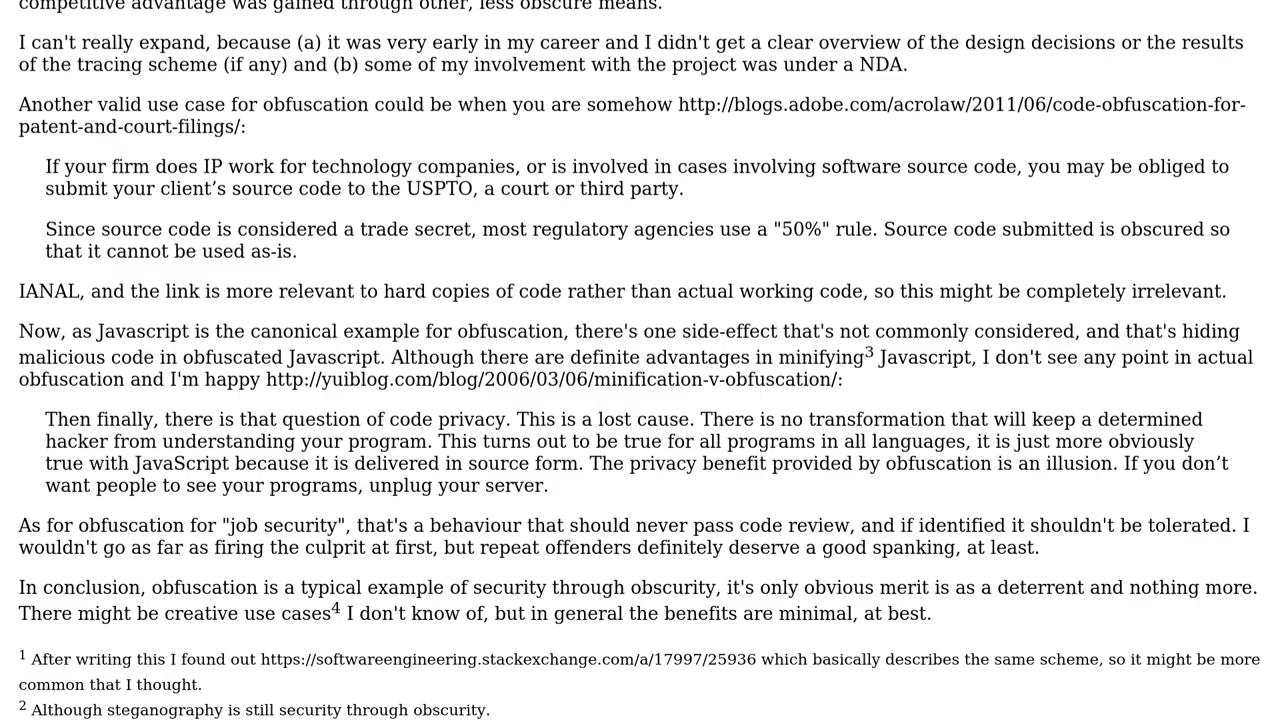 competitive advantage was gained through other, less obscure means.
I can't really expand, because (a) it was very early in my career and I didn't get a clear overview of the design decisions or the results
of the tracing scheme (if any) and (b) some of my involvement with the project was under a NDA.
Another valid use case for obfuscation could be when you are somehow http://blogs.adobe.com/acrolaw/2011/06/code-obfuscation-for-
patent-and-court-filings/:
If your firm does IP work for technology companies, or is involved in cases involving software source code, you may be obliged to
submit your client’s source code to the USPTO, a court or third party.
Since source code is considered a trade secret, most regulatory agencies use a "50%" rule. Source code submitted is obscured so
that it cannot be used as-is.
IANAL, and the link is more relevant to hard copies of code rather than actual working code, so this might be completely irrelevant.
Now, as Javascript is the canonical example for obfuscation, there's one side-effect that's not commonly considered, and that's hiding
malicious code in obfuscated Javascript. Although there are definite advantages in minifying³ Javascript, I don't see any point in actual
obfuscation and I'm happy http://yuiblog.com/blog/2006/03/06/minification-v-obfuscation/:
Then finally, there is that question of code privacy. This is a lost cause. There is no transformation that will keep a determined
hacker from understanding your program. This turns out to be true for all programs in all languages, it is just more obviously
true with JavaScript because it is delivered in source form. The privacy benefit provided by obfuscation is an illusion. If you don’t
want people to see your programs, unplug your server.
As for obfuscation for "job security", that's a behaviour that should never pass code review, and if identified it shouldn't be tolerated. I
wouldn't go as far as firing the culprit at first, but repeat offenders definitely deserve a good spanking, at least.
In conclusion, obfuscation is a typical example of security through obscurity, it's only obvious merit is as a deterrent and nothing more.
There might be creative use cases⁴ I don't know of, but in general the benefits are minimal, at best.
¹ After writing this I found out https://softwareengineering.stackexchange.com/a/17997/25936 which basically describes the same scheme, so it might be more
common that I thought.
² Although steganography is still security through obscurity.